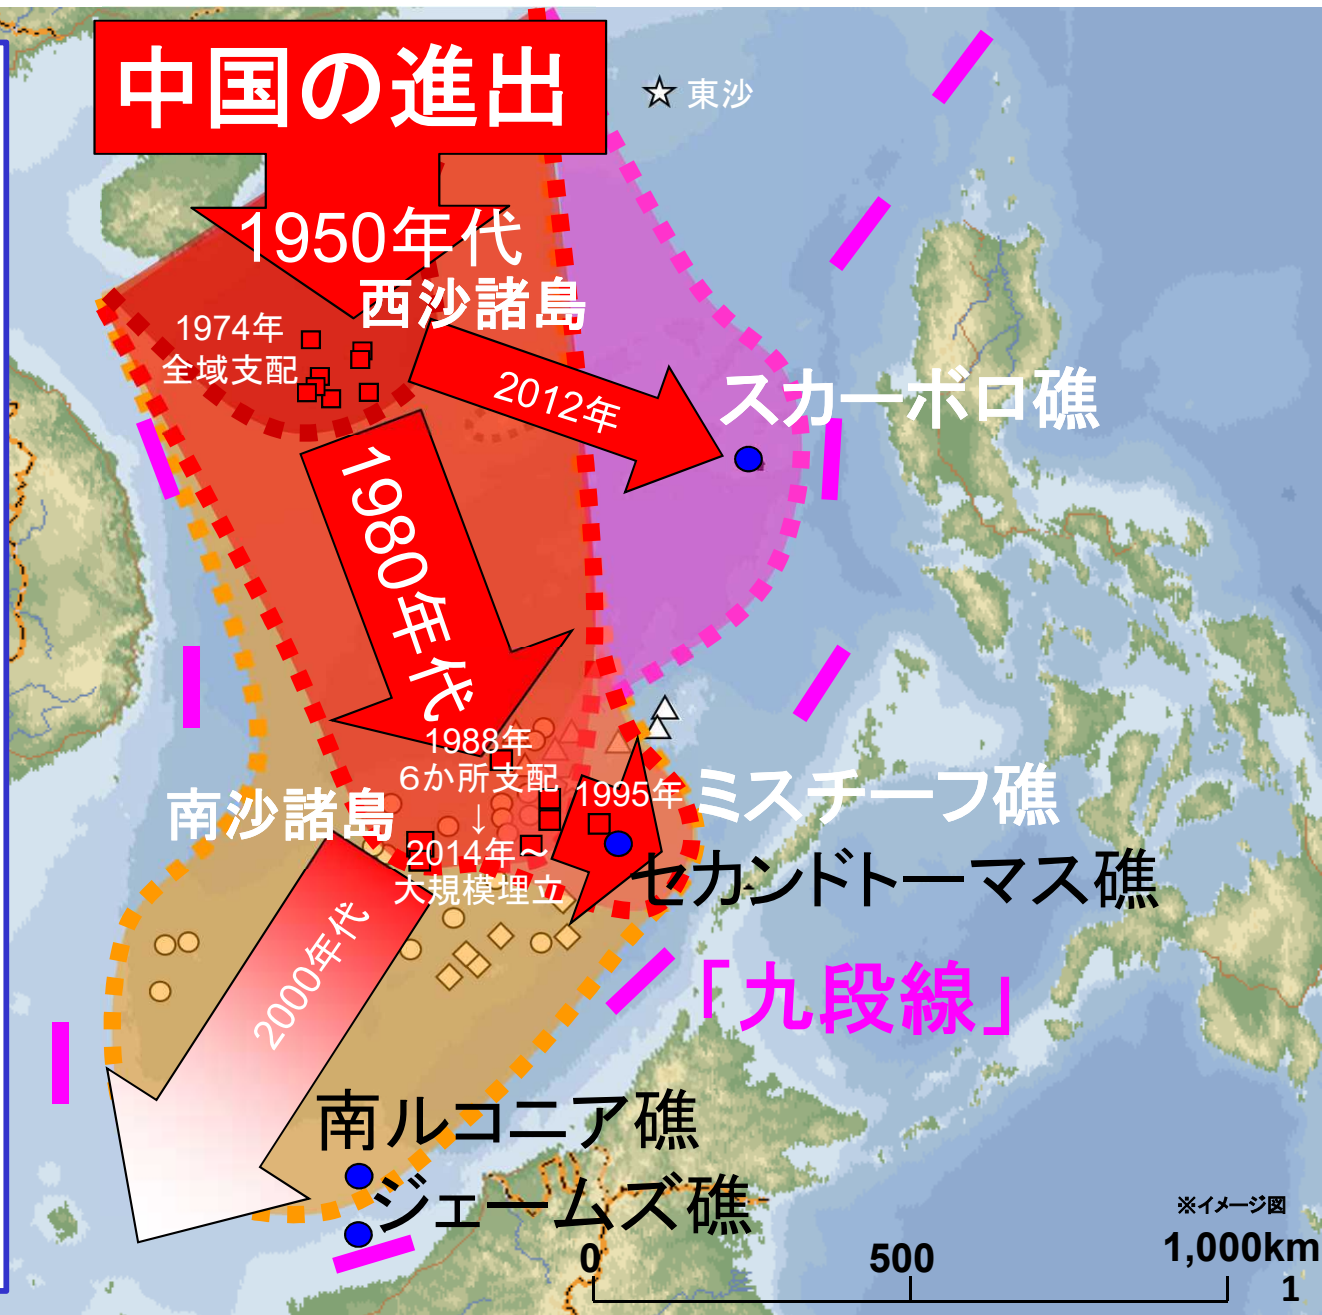 中国の進出
東沙
1950年代
西沙諸島
1974年
全域支配
2012年
スカーボロ礁
1980年代
1988年
6か所支配
↓
2014年～
大規模埋立
南沙諸島
1995年
ミスチーフ礁
セカンドトーマス礁
2000年代
「九段線」
南ルコニア礁
ジェームズ礁
※イメージ図
0
500
1,000km
1